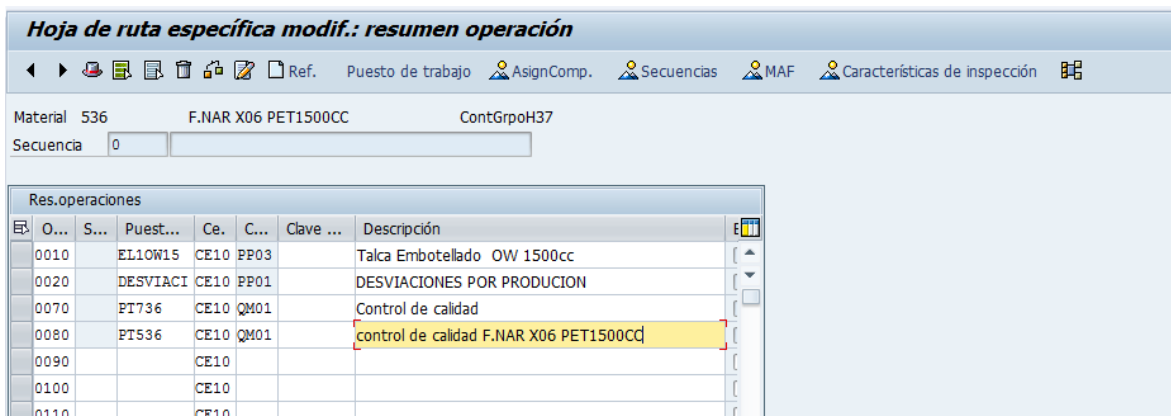 Hoja de ruta específica modif.: resumen operación
Ref. Puesto de trabajo AsignComp. Secuencias MAF Características de inspección
Material 536 F.NAR X06 PET1500CC ContGrpoH37
Secuencia 0
Res.operaciones
O... S... Puest... Ce. C... Clave ... Descripción E
0010 EL1OW15 CE10 PP03 Talca Embotellado OW 1500cc
0020 DESVIACI CE10 PP01 DESVIACIONES POR PRODUCION
0070 PT736 CE10 QM01 Control de calidad
0080 PT536 CE10 QM01 control de calidad F.NAR X06 PET1500CC
0090 CE10
0100 CE10
0110 CE10